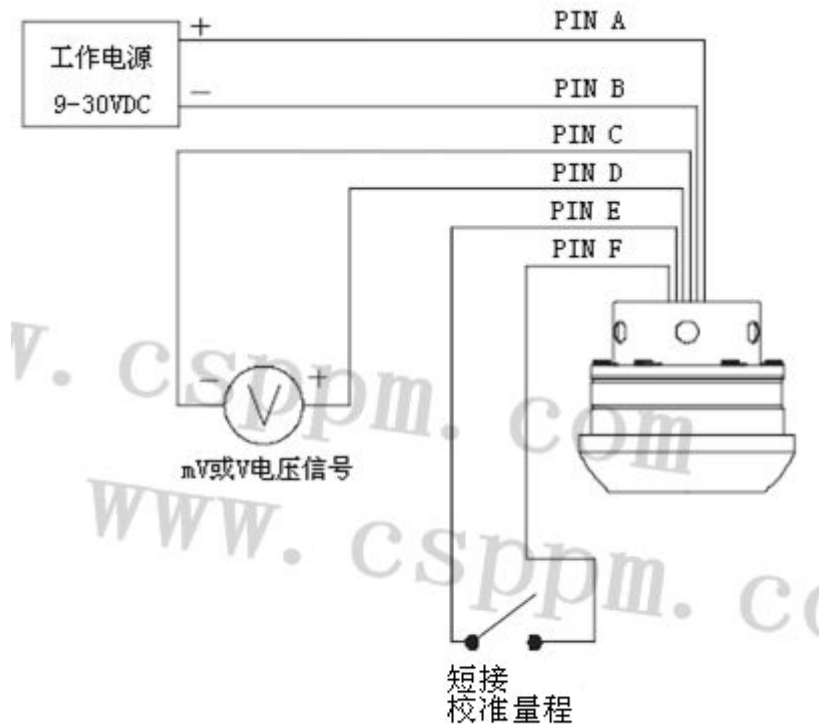 工作电源
9-30VDC
+
−
PIN A
PIN B
PIN C
PIN D
PIN E
PIN F
−
V
+
mV或V电压信号
短接
校准量程
w.csppm.com
www.csppm.co